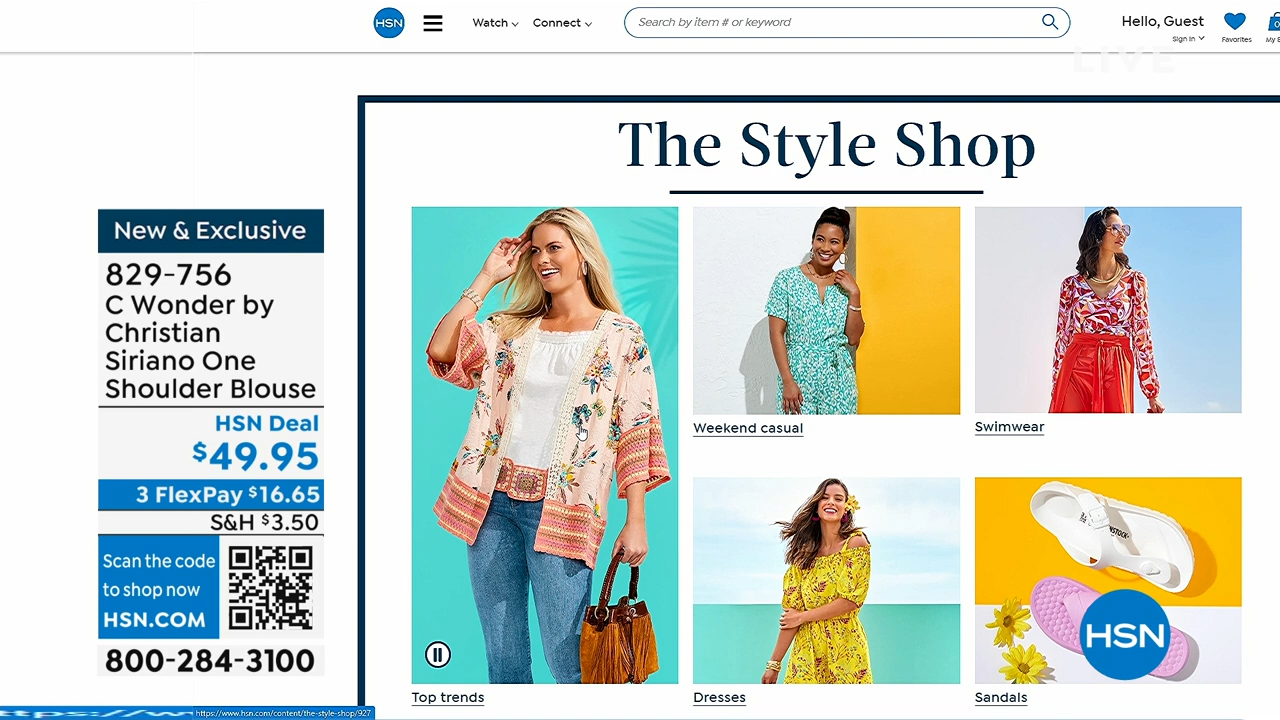 HSN
Watch
Connect
Search by item # or keyword
Hello, Guest
Sign In
Favorites
LIVE
The Style Shop
New & Exclusive
829-756
C Wonder by
Christian
Siriano One
Shoulder Blouse
HSN Deal
$49.95
3 FlexPay $16.65
S&H $3.50
Scan the code
to shop now
HSN.COM
800-284-3100
Weekend casual
Swimwear
Top trends
Dresses
Sandals
HSN
https://www.hsn.com/content/the-style-shop/927